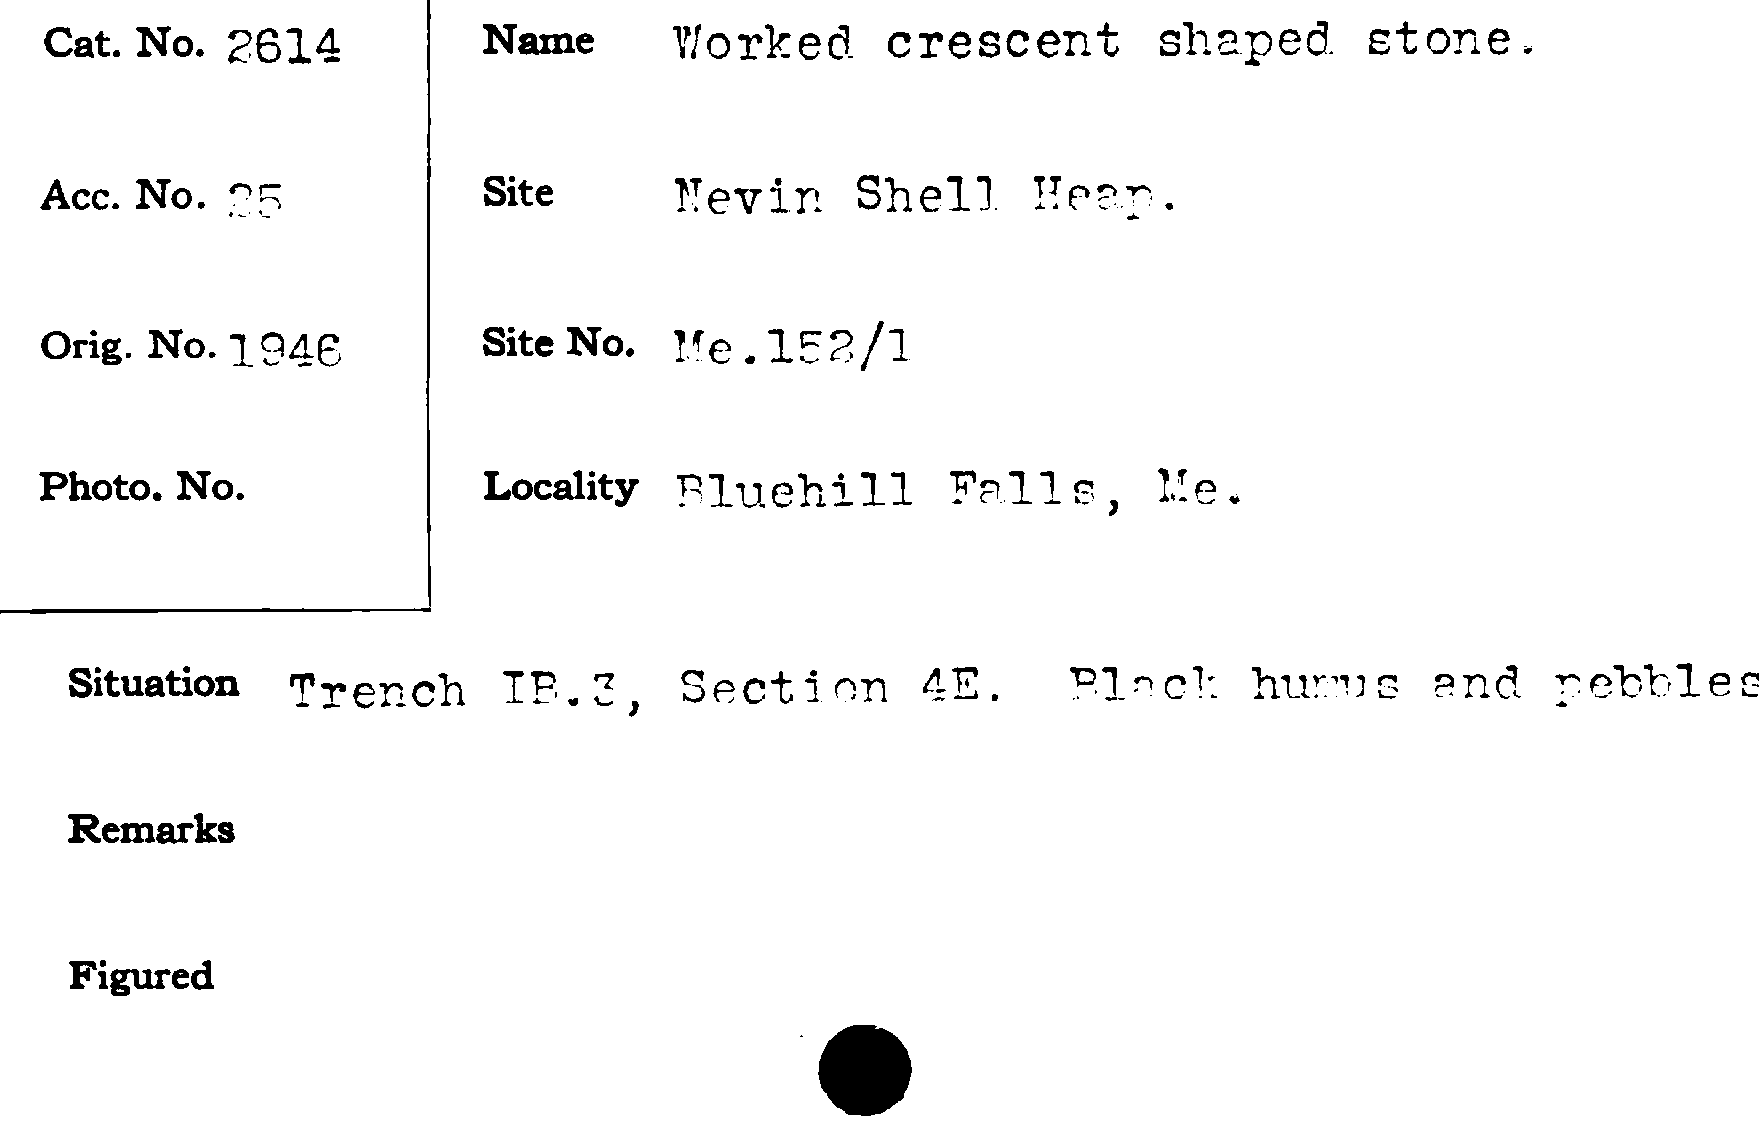 Cat. No. 2614
Name Worked crescent shaped stone.
Acc. No. 25
Site Nevin Shell Heap.
Orig. No. 1946
Site No. Me.152/1
Photo. No.
Locality Bluehill Falls, Me.
Situation Trench IB.3, Section 4E. Black humus and pebbles
Remarks
Figured